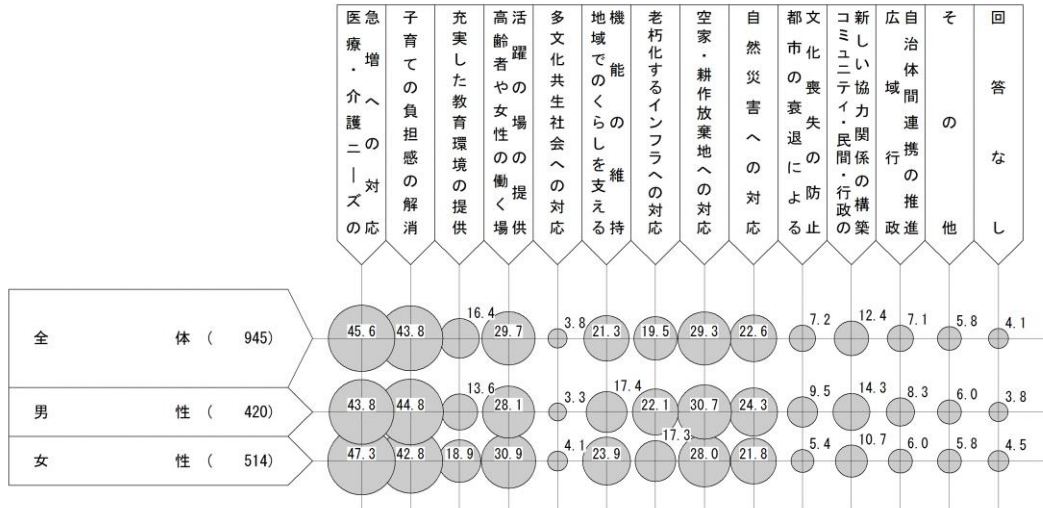 医療・介護ニーズの
急増への対応
子育ての負担感の解消
充実した教育環境の提供
高齢者や女性の働く場
活躍の場の提供
多文化共生社会への対応
地域でのくらしを支える
機能の維持
老朽化するインフラへの対応
空家・耕作放棄地への対応
自然災害への対応
都市の衰退による
文化喪失の防止
コミュニティ・民間・行政の
新しい協力関係の構築
広域行政
自治体間連携の推進
その他
回答なし
全体 ( 945) 45.6 43.8 16.4 29.7 3.8 21.3 19.5 29.3 22.6 7.2 12.4 7.1 5.8 4.1
男性 ( 420) 43.8 44.8 13.6 28.1 3.3 17.4 22.1 30.7 24.3 9.5 14.3 8.3 6.0 3.8
女性 ( 514) 47.3 42.8 18.9 30.9 4.1 23.9 17.3 28.0 21.8 5.4 10.7 6.0 5.8 4.5